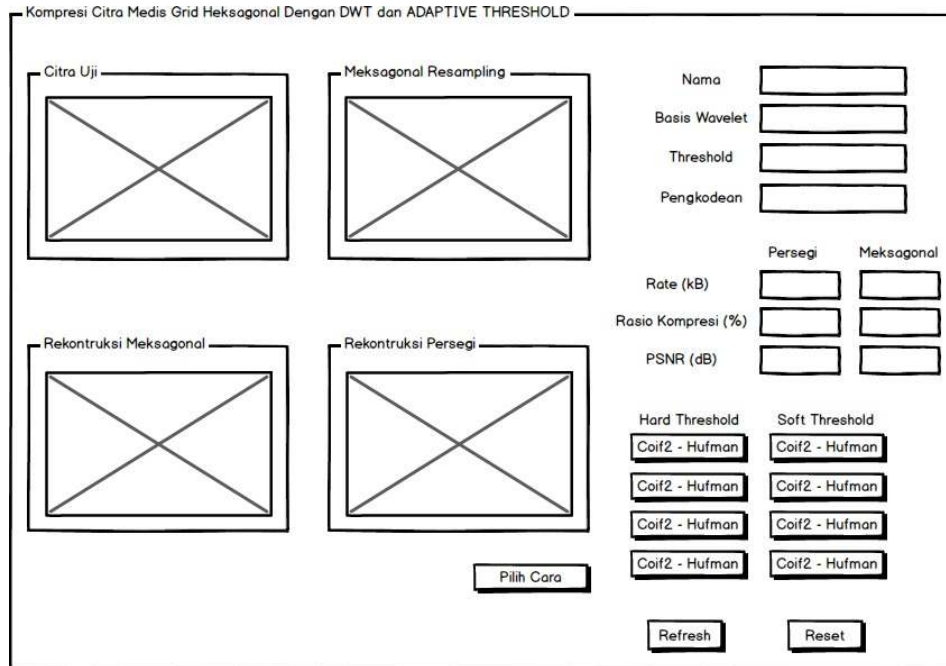 Kompresi Citra Medis Grid Heksagonal Dengan DWT dan ADAPTIVE THRESHOLD
Citra Uji
Meksagonal Resampling
Nama
Basis Wavelet
Threshold
Pengkodean
Persegi Meksagonal
Rate (kB)
Rasio Kompresi (%)
PSNR (dB)
Rekontruksi Meksagonal
Rekontruksi Persegi
Hard Threshold Soft Threshold
Coif2 - Hufman Coif2 - Hufman
Coif2 - Hufman Coif2 - Hufman
Coif2 - Hufman Coif2 - Hufman
Coif2 - Hufman Coif2 - Hufman
Pilih Cara
Refresh Reset